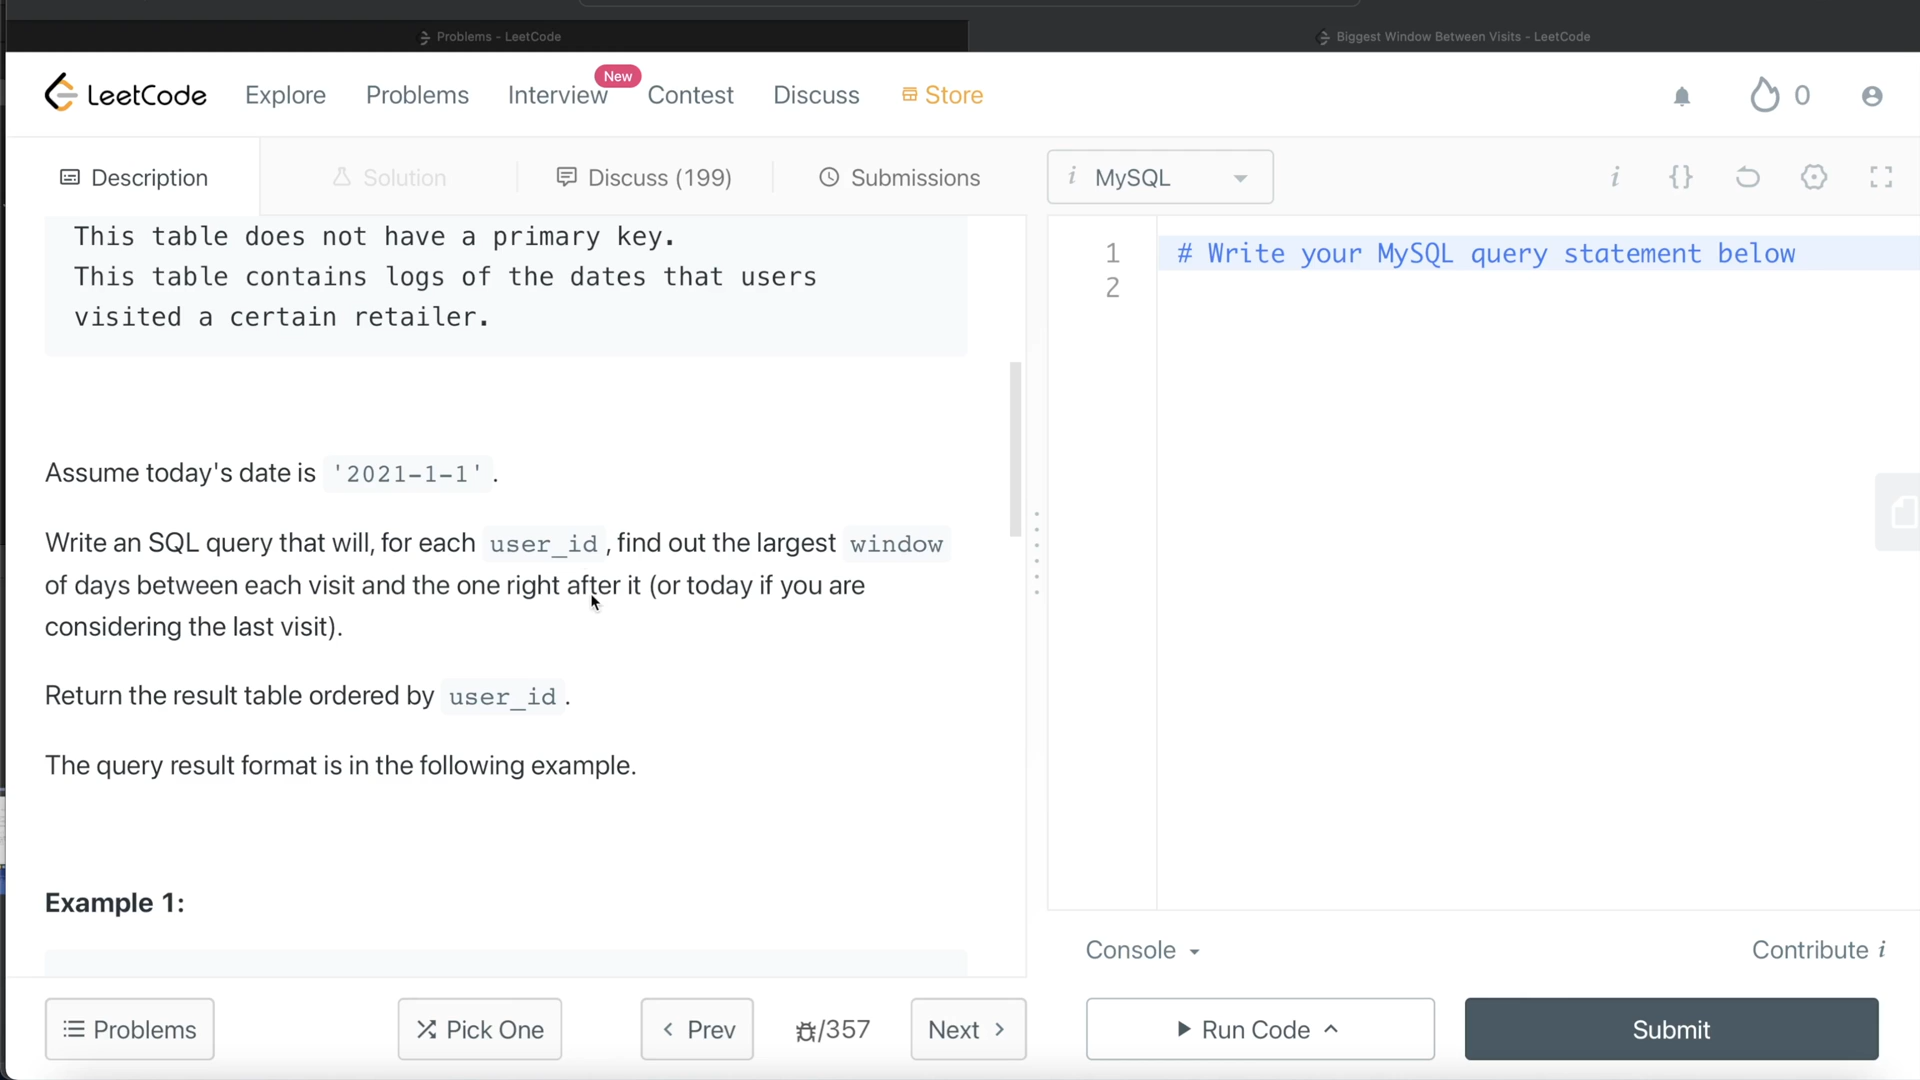 Problems - LeetCode
Biggest Window Between Visits - LeetCode
LeetCode Explore Problems Interview New Contest Discuss Store 0
Description Solution Discuss (199) Submissions i MySQL i {}
This table does not have a primary key.
This table contains logs of the dates that users
visited a certain retailer.
Assume today's date is '2021-1-1'.
Write an SQL query that will, for each user_id, find out the largest window
of days between each visit and the one right after it (or today if you are
considering the last visit).
Return the result table ordered by user_id.
The query result format is in the following example.
Example 1:
1 # Write your MySQL query statement below
2
Console Contribute i
Problems Pick One < Prev /357 Next > Run Code Submit